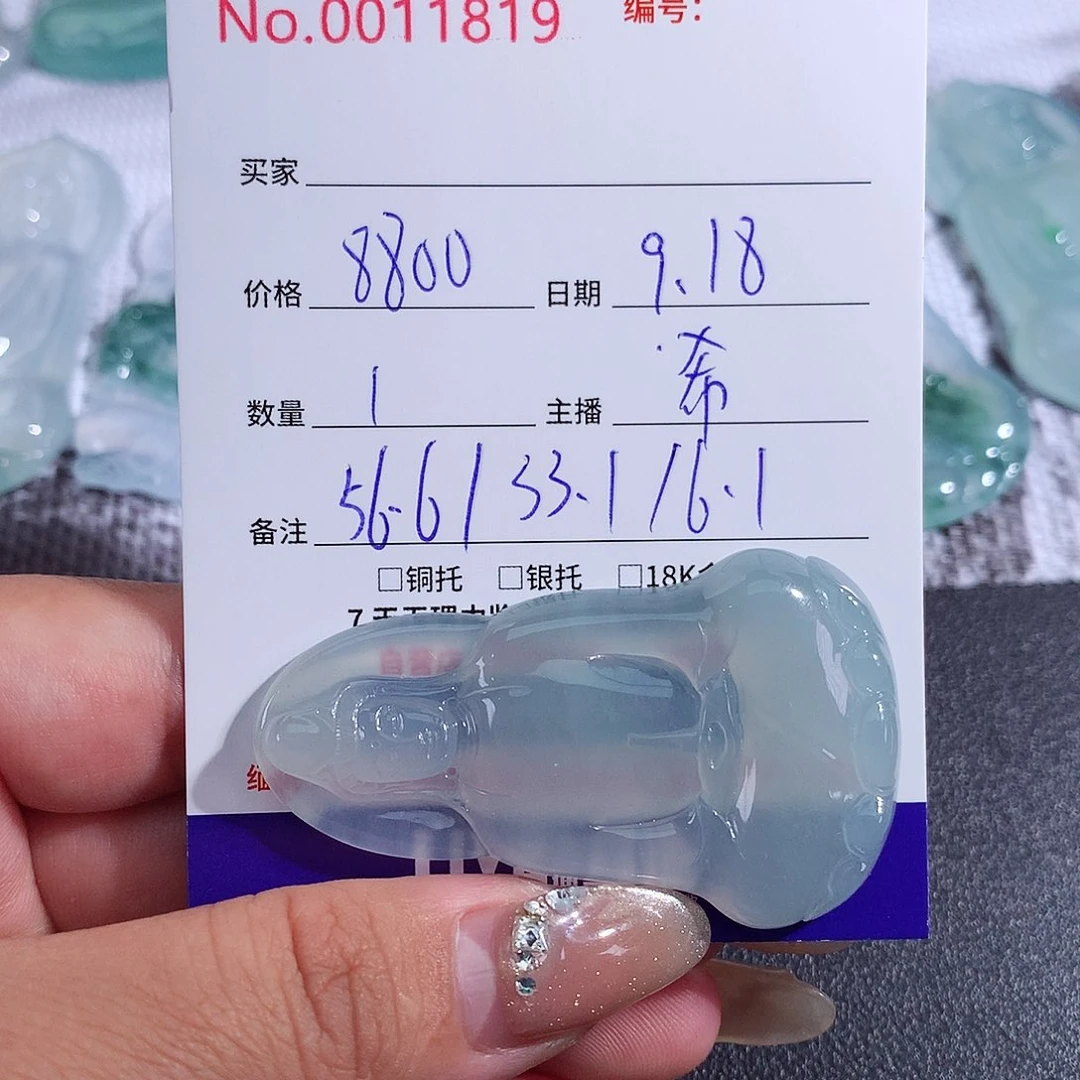 No.0011819 编号:
买家
价格 8800 日期 9.18
数量 1 主播 希
备注 56.6/33.1/6.1
□铜托 □银托 □18K